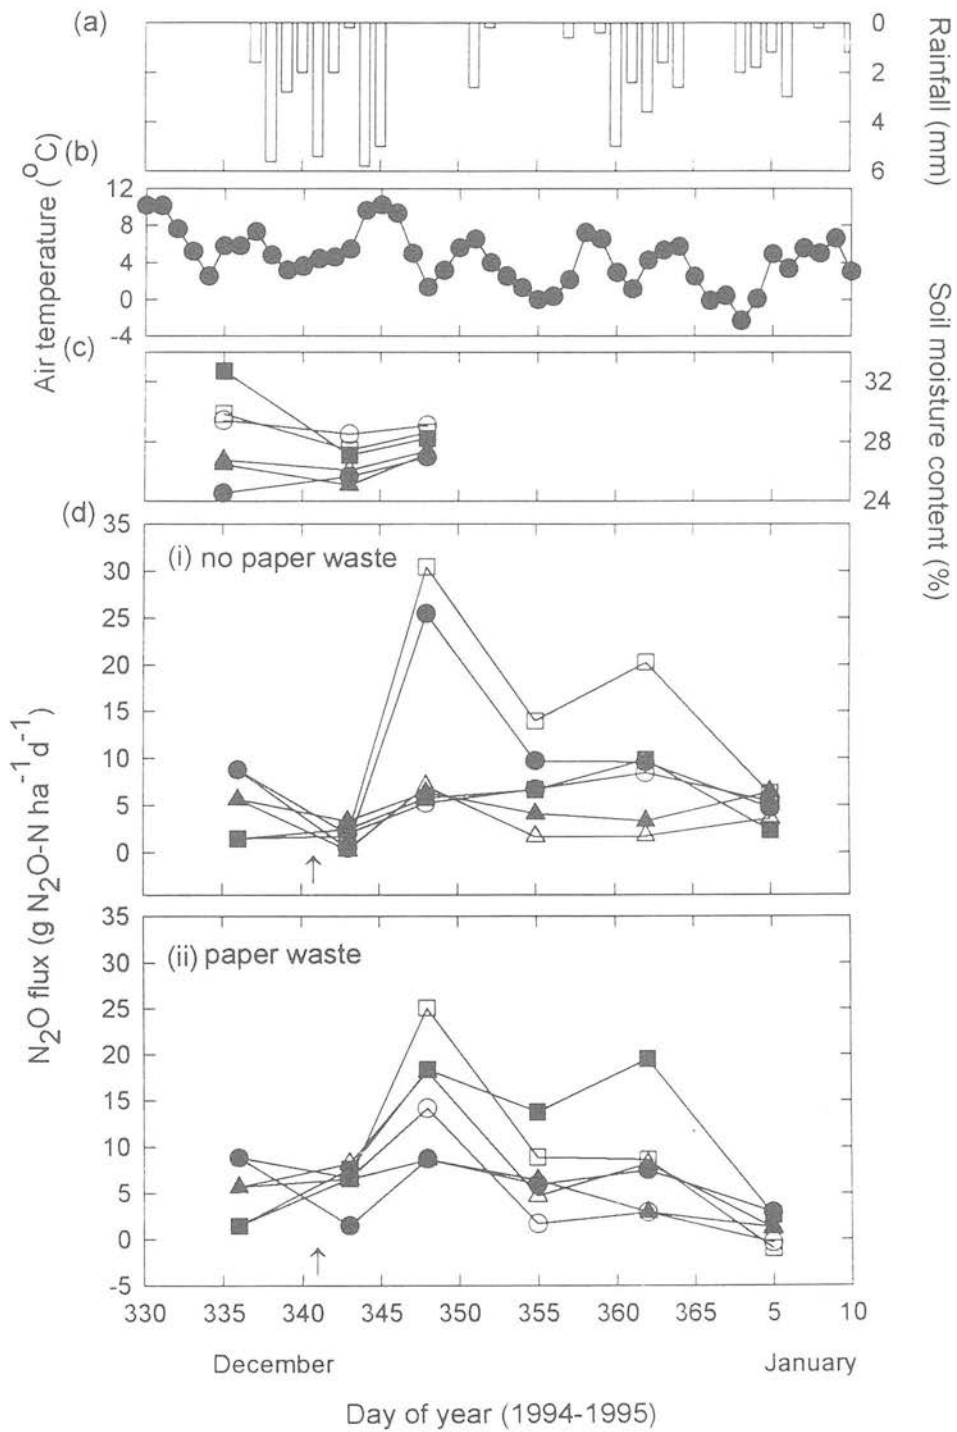 (a)
0
2
4
6
Rainfall (mm)
(b)
12
8
4
0
-4
Air temperature (°C)
(c)
32
28
24
Soil moisture content (%)
(d)
35
30
25
20
15
10
5
0
(i) no paper waste
N₂O flux (g N₂O-N ha⁻¹d⁻¹)
35
30
25
20
15
10
5
0
-5
(ii) paper waste
330 335 340 345 350 355 360 365 5 10
December January
Day of year (1994-1995)